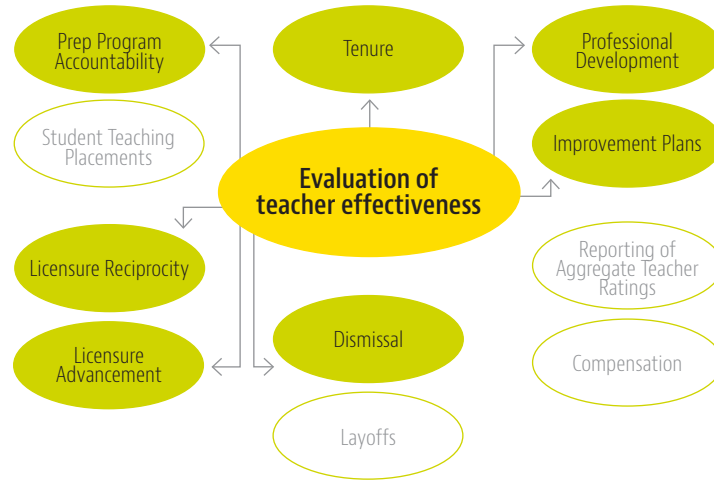 Prep Program
Accountability
Tenure
Professional
Development
Student Teaching
Placements
Improvement Plans
Evaluation of
teacher effectiveness
Licensure Reciprocity
Reporting of
Aggregate Teacher
Ratings
Licensure
Advancement
Dismissal
Compensation
Layoffs